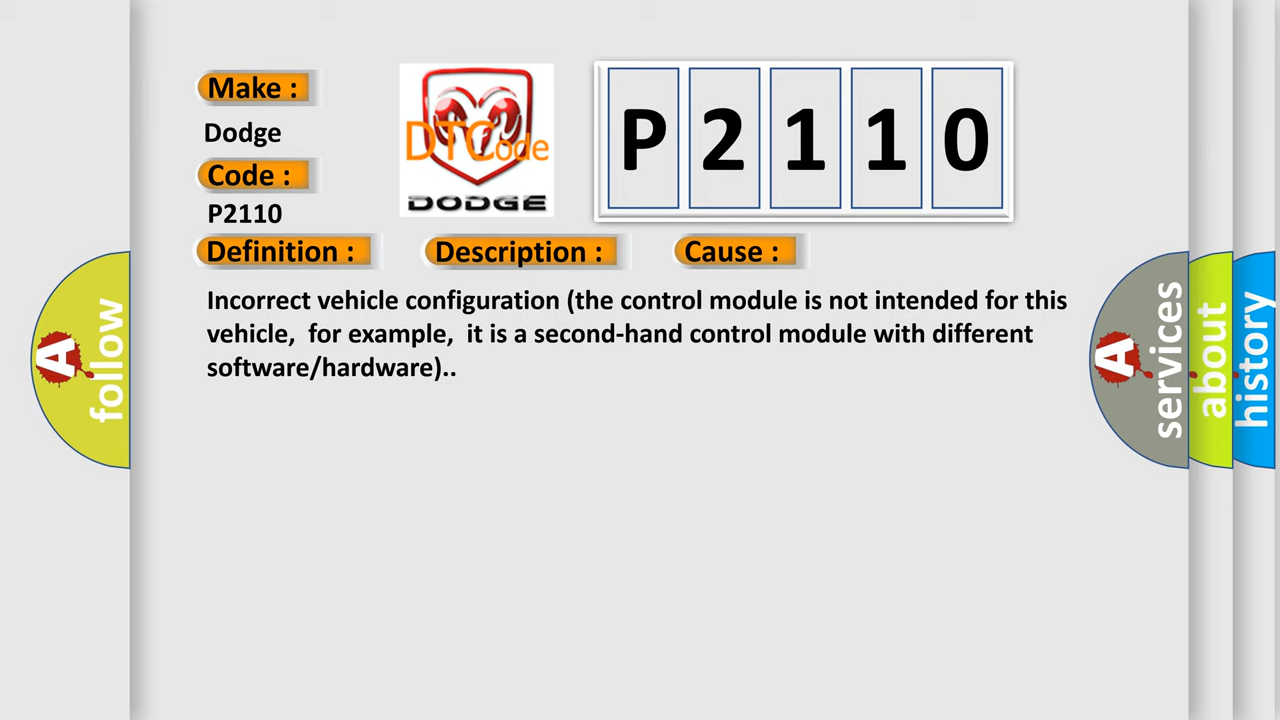 Make :
Dodge
Code :
P2110
DTCode
DODGE
P 2 1 1 0
Definition :
Description :
Cause :
Incorrect vehicle configuration (the control module is not intended for this
vehicle,  for example,  it is a second-hand control module with different
software/hardware)..
A follow
A services
about
history